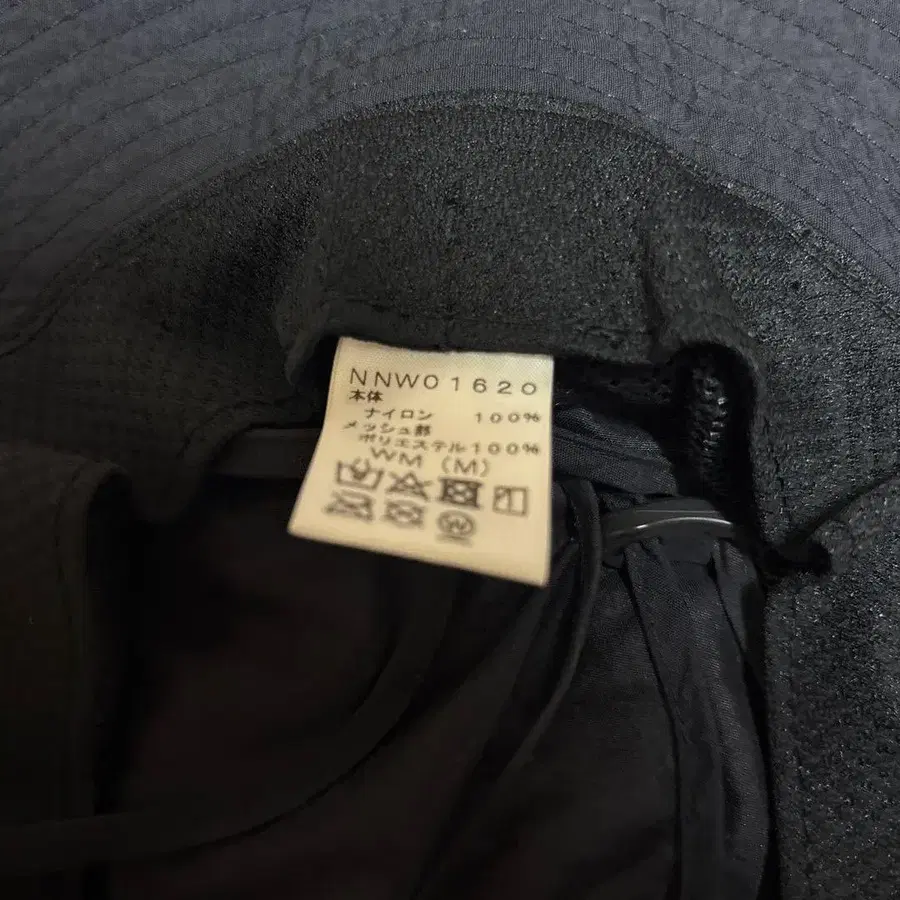 NNW01620
本体
ナイロン 100%
メッシュ部
ポリエステル100%
WM (M)
W